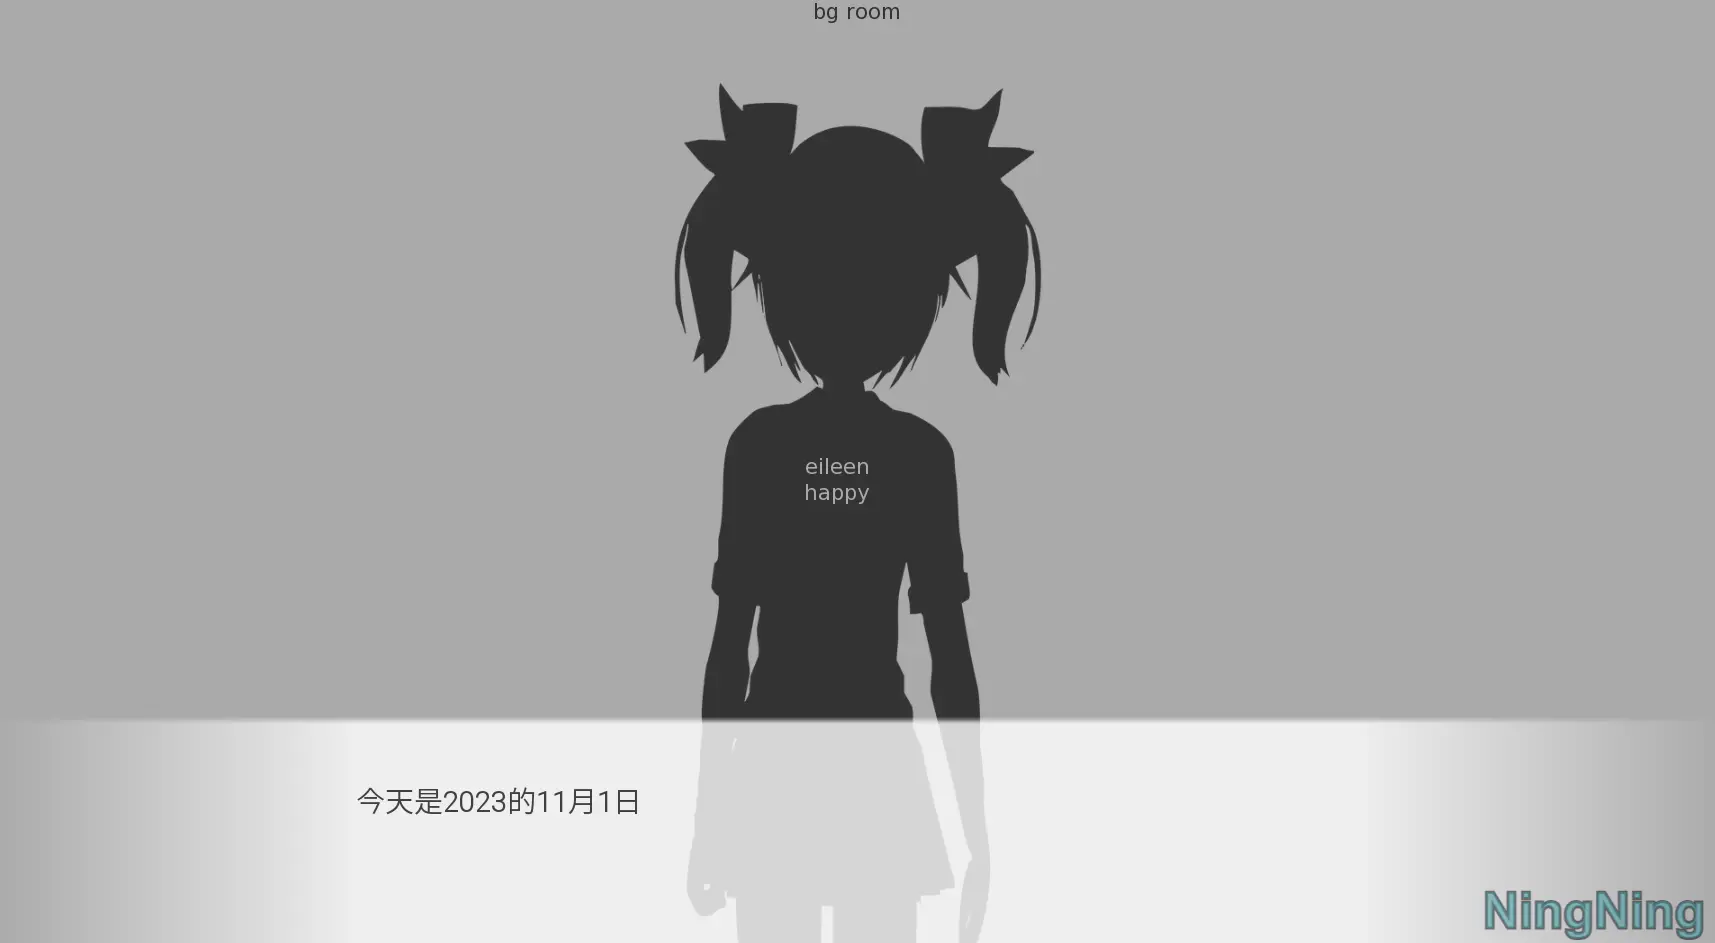 bg room
eileen
happy
今天是2023的11月1日
NingNing